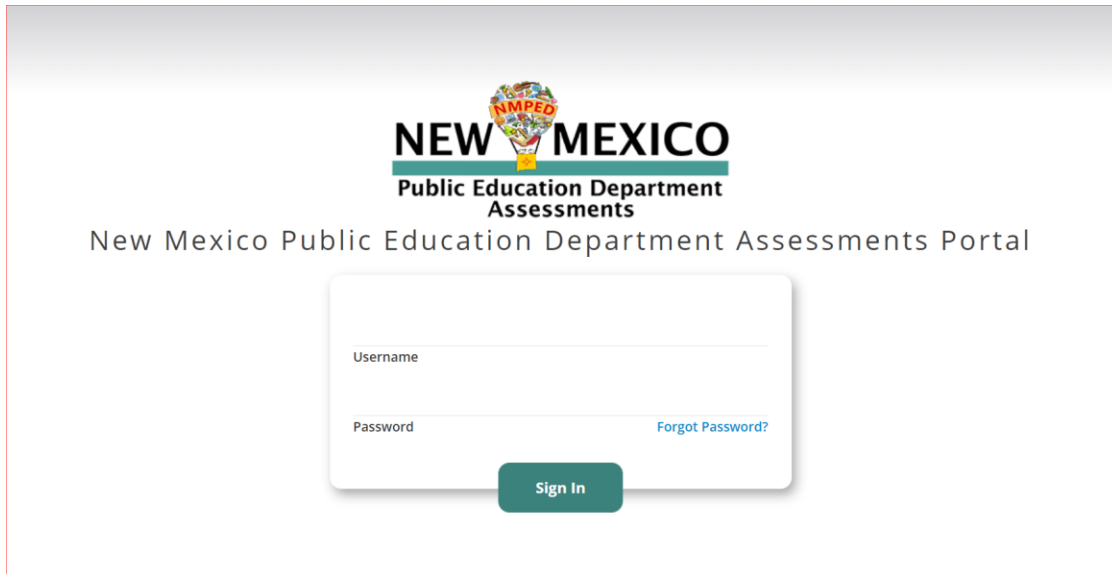 NMPED
NEW MEXICO
Public Education Department
Assessments
New Mexico Public Education Department Assessments Portal
Username
Password Forgot Password?
Sign In